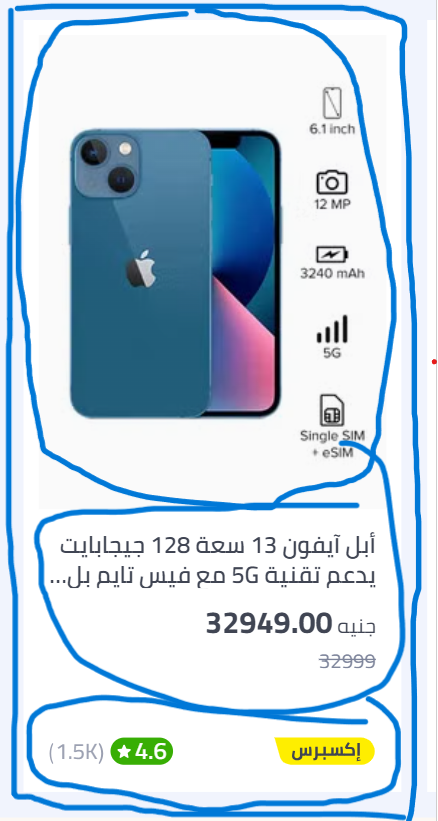 6.1 inch
12 MP
3240 mAh
5G
Single SIM
+ eSIM
أبل آيفون 13 سعة 128 جيجابايت
يدعم تقنية 5G مع فيس تايم بل...
جنيه 32949.00
32999
إكسبرس
4.6 (1.5K)